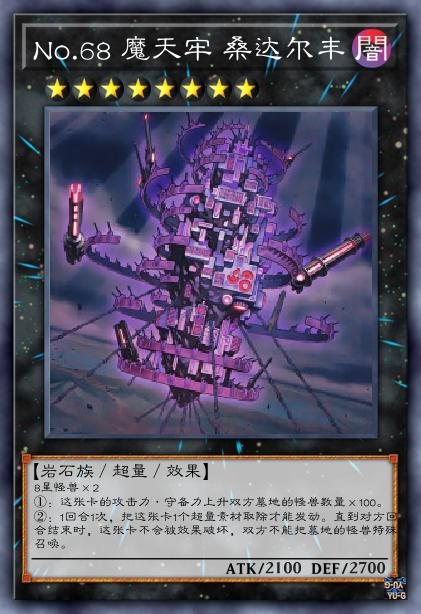 No.68 魔天牢 桑达尔丰 闇
68
【岩石族／超量／效果】
8星怪兽×2
①：这张卡的攻击力·守备力上升双方墓地的怪兽数量×100。
②：1回合1次，把这张卡1个超量素材取除才能发动。直到对方回
合结束时，这张卡不会被效果破坏，双方不能把墓地的怪兽特殊
召唤。
ATK/2100 DEF/2700